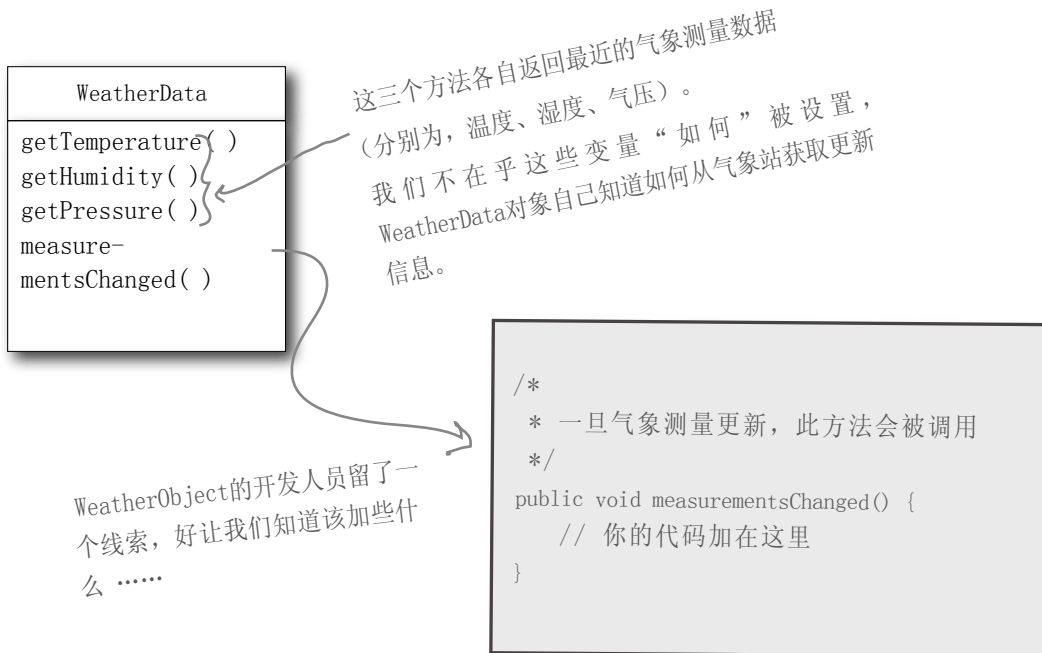 WeatherData
getTemperature( )
getHumidity( )
getPressure( )
measure-
mentsChanged( )
这三个方法各自返回最近的气象测量数据
（分别为，温度、湿度、气压）。
我们不在乎这些变量“如何”被设置，
WeatherData对象自己知道如何从气象站获取更新
信息。
WeatherObject的开发人员留了一
个线索，好让我们知道该加些什
么 ……
/*
* 一旦气象测量更新，此方法会被调用
*/
public void measurementsChanged() {
// 你的代码加在这里
}